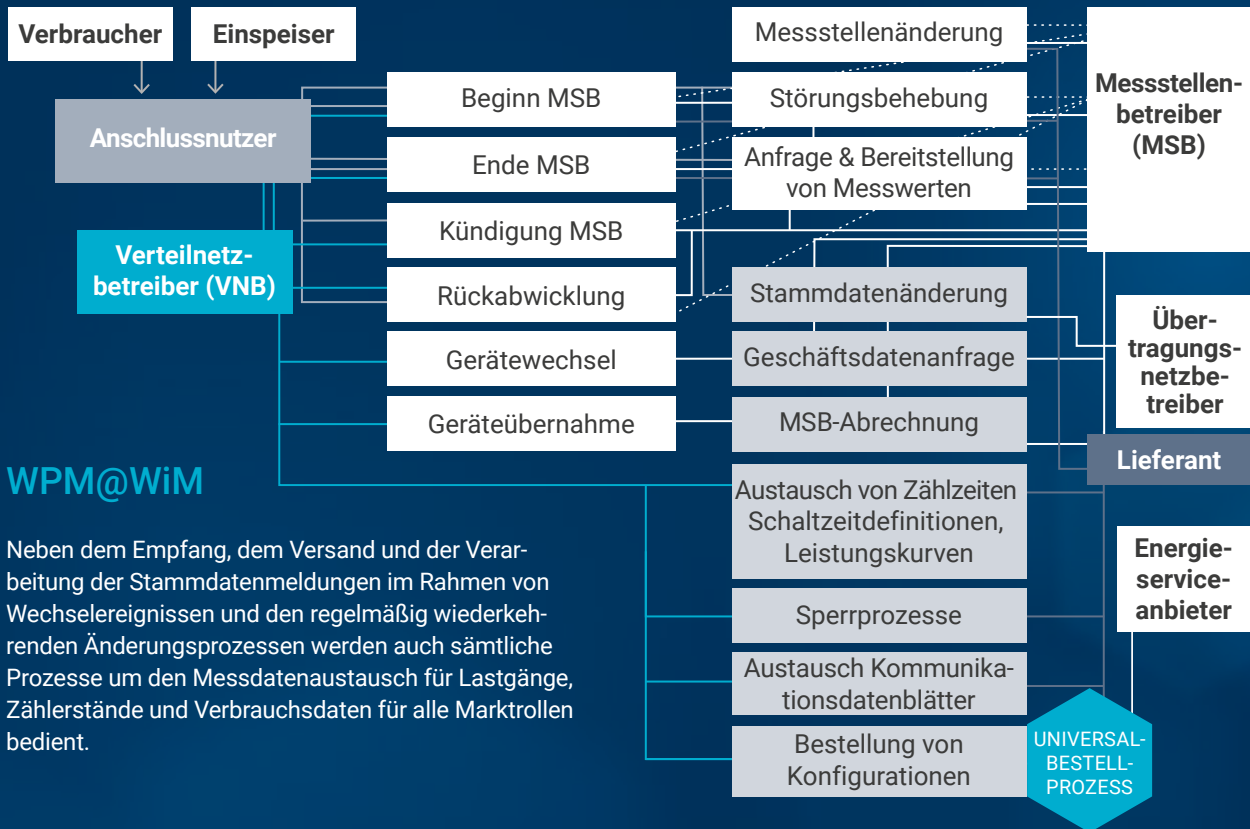 Verbraucher
Einspeiser
Anschlussnutzer
Verteilnetz-
betreiber (VNB)
Beginn MSB
Ende MSB
Kündigung MSB
Rückabwicklung
Gerätewechsel
Geräteübernahme
Messstellenänderung
Störungsbehebung
Anfrage & Bereitstellung
von Messwerten
Stammdatenänderung
Geschäftsdatenanfrage
MSB-Abrechnung
Austausch von Zählzeiten
Schaltzeitdefinitionen,
Leistungskurven
Sperrprozesse
Austausch Kommunika-
tionsdatenblätter
Bestellung von
Konfigurationen
Messstellen-
betreiber
(MSB)
Über-
tragungs-
netzbe-
treiber
Lieferant
Energie-
service-
anbieter
UNIVERSAL-
BESTELL-
PROZESS
WPM@WiM
Neben dem Empfang, dem Versand und der Verar-
beitung der Stammdatenmeldungen im Rahmen von
Wechselereignissen und den regelmäßig wiederkeh-
renden Änderungsprozessen werden auch sämtliche
Prozesse um den Messdatenaustausch für Lastgänge,
Zählerstände und Verbrauchsdaten für alle Marktrollen
bedient.